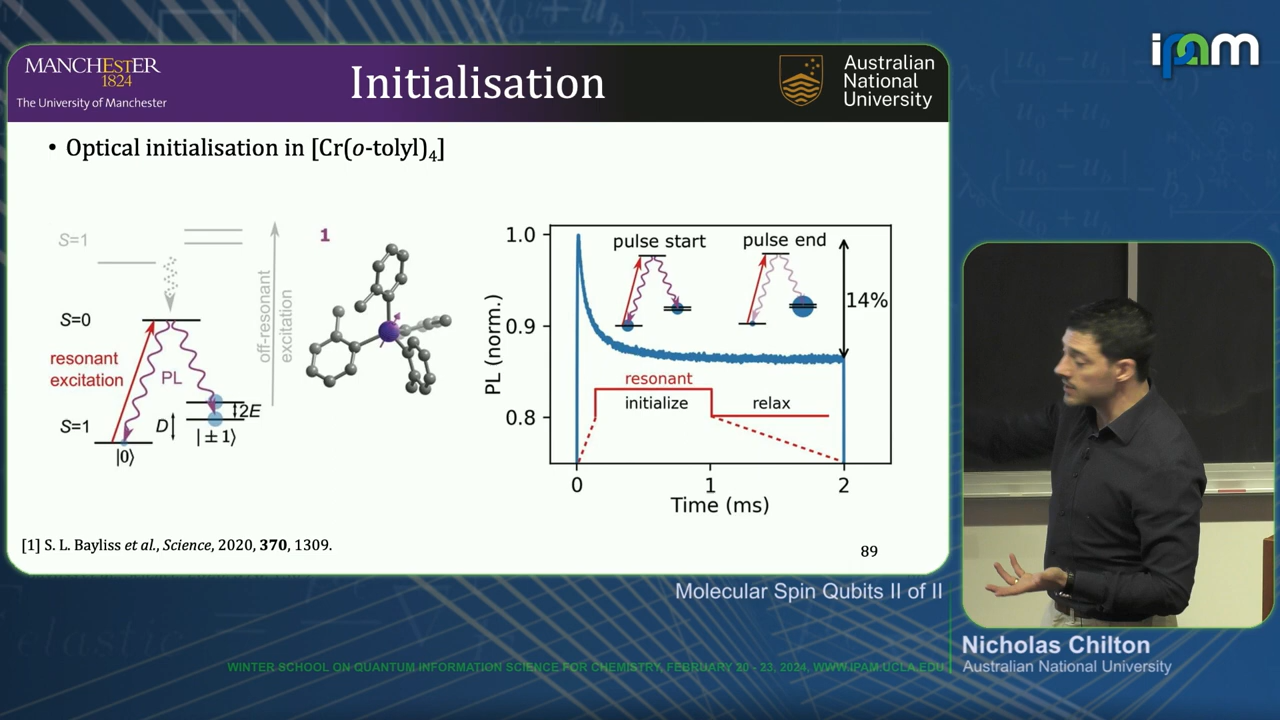 ipam
MANCHESTER
1824
The University of Manchester
Initialisation
Australian
National
University
• Optical initialisation in [Cr(o-tolyl)4]
S=1
S=0
resonant
excitation
PL
off-resonant
excitation
S=1
D
2E
|±1⟩
|0⟩
1
PL (norm.)
1.0
0.9
0.8
pulse start
pulse end
14%
resonant
initialize
relax
0
1
2
Time (ms)
[1] S. L. Bayliss et al., Science, 2020, 370, 1309.
89
Molecular Spin Qubits II of II
Nicholas Chilton
Australian National University
WINTER SCHOOL ON QUANTUM INFORMATION SCIENCE FOR CHEMISTRY, FEBRUARY 20 - 23, 2024, WWW.IPAM.UCLA.EDU
elastic